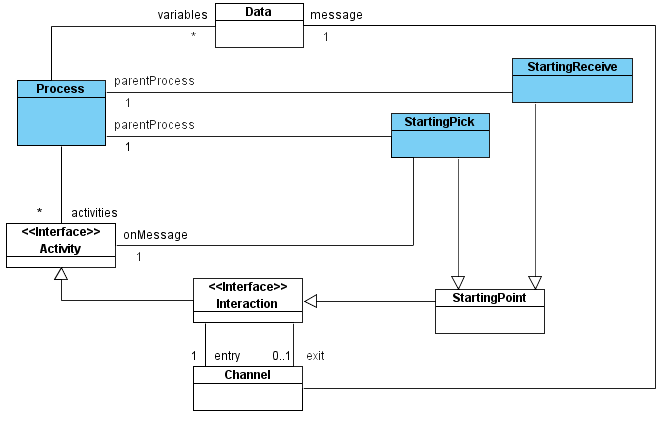 variables
Data
message
*
1
StartingReceive
Process
parentProcess
1
parentProcess
1
StartingPick
*
activities
<<Interface>>
Activity
onMessage
1
<<Interface>>
Interaction
StartingPoint
1
entry
0..1
exit
Channel